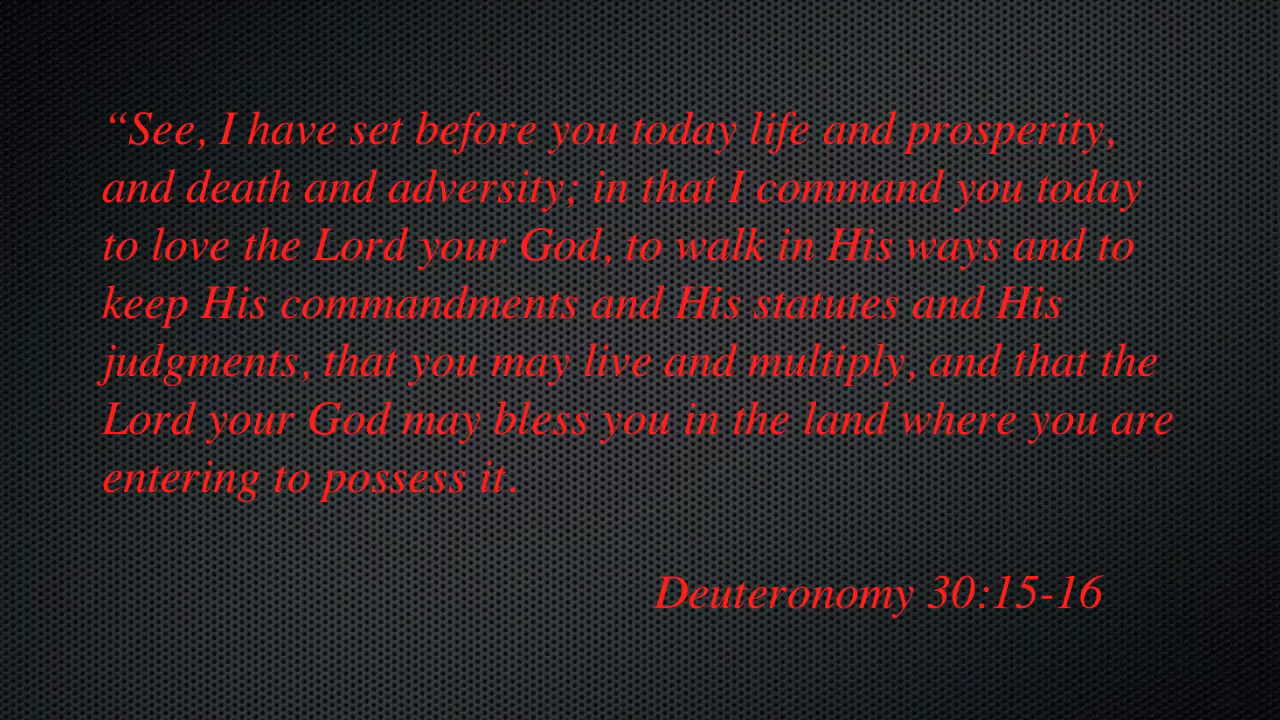 “See, I have set before you today life and prosperity,
and death and adversity; in that I command you today
to love the Lord your God, to walk in His ways and to
keep His commandments and His statutes and His
judgments, that you may live and multiply, and that the
Lord your God may bless you in the land where you are
entering to possess it.
Deuteronomy 30:15-16